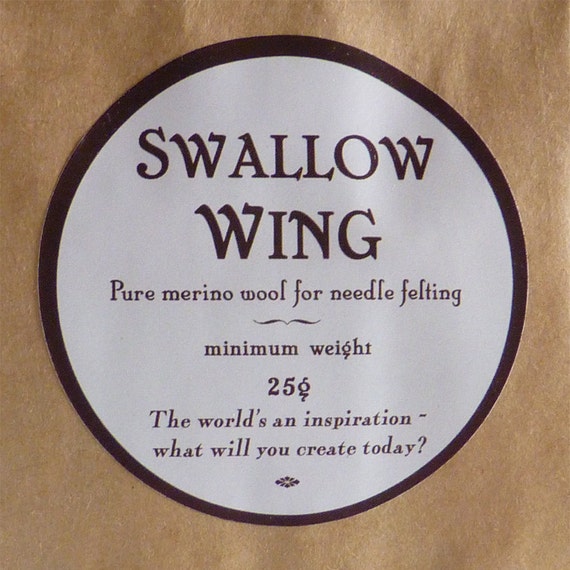 SWALLOW
WING
Pure merino wool for needle felting
minimum weight
25g
The world's an inspiration -
what will you create today?